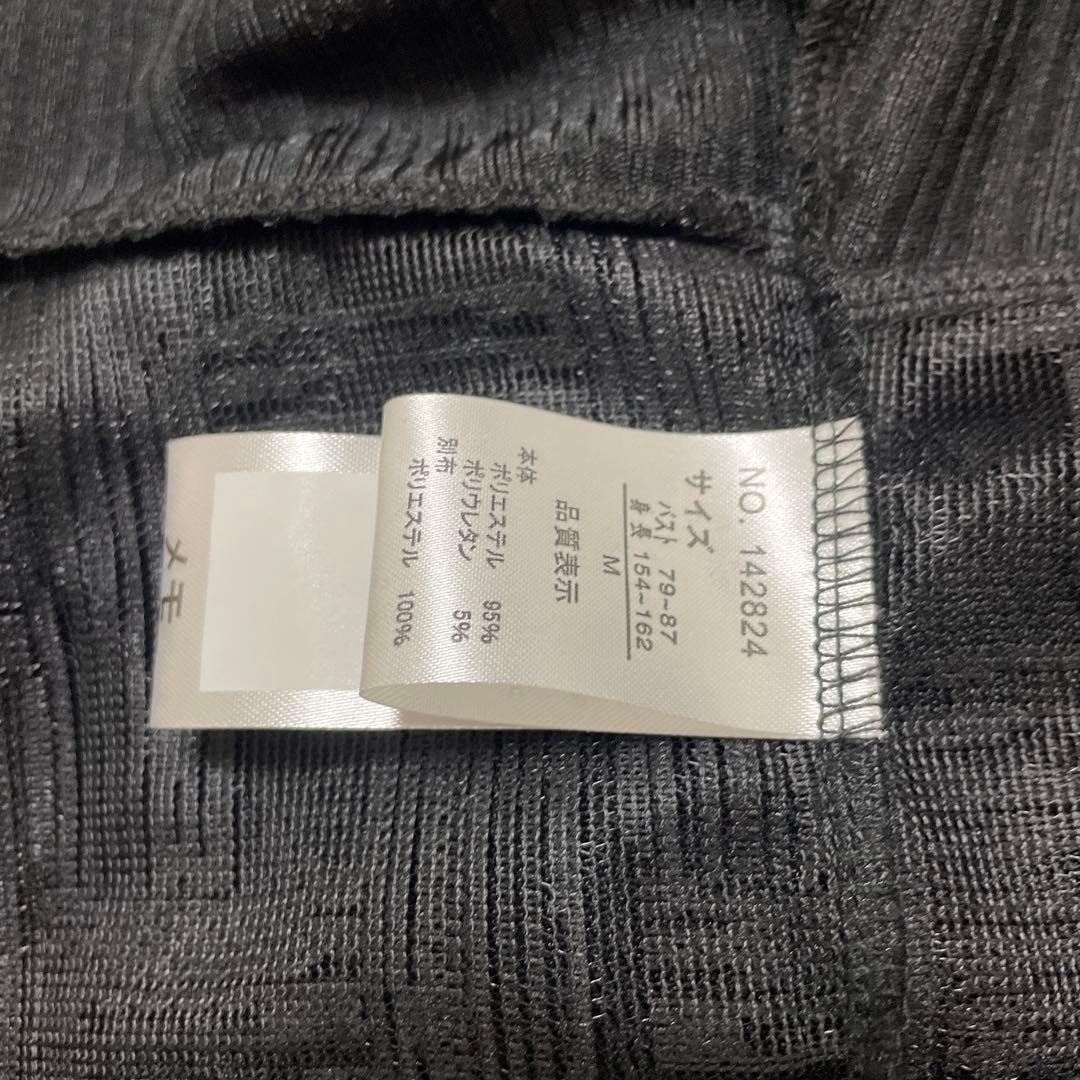 NO. 142824
サイズ
バスト 79-87
身長 154-162
M
品質表示
本体
ポリエステル 95%
ポリウレタン 5%
別布
ポリエステル 100%
メモ